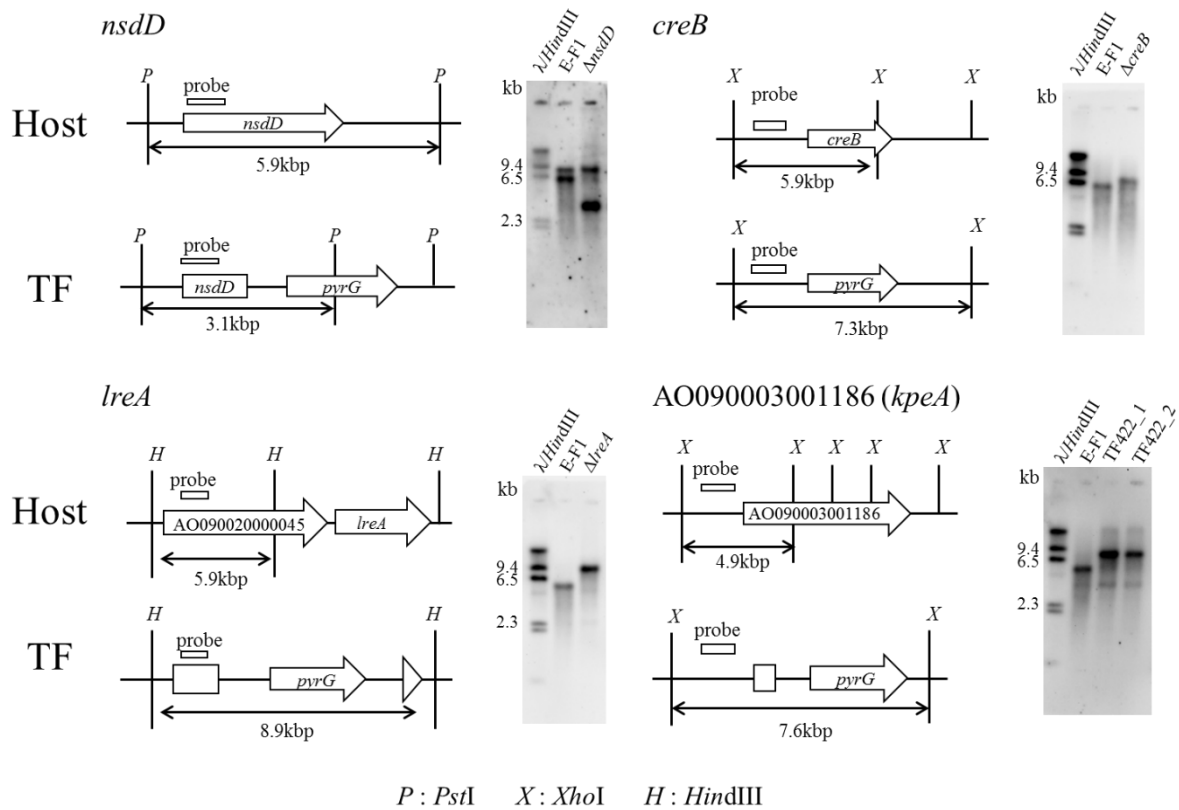 nsdD
λ/HindIII
E-F1
ΔnsdD
kb
9.4
6.5
2.3
Host
P
P
probe
nsdD
5.9kbp
TF
P
P
P
probe
nsdD
pyrG
3.1kbp
creB
λ/HindIII
E-F1
ΔcreB
kb
9.4
6.5
2.3
X
X
X
probe
creB
5.9kbp
X
X
probe
pyrG
7.3kbp
lreA
λ/HindIII
E-F1
ΔlreA
kb
9.4
6.5
2.3
Host
H
H
H
probe
AO090020000045
lreA
5.9kbp
TF
H
H
probe
pyrG
8.9kbp
AO090003001186 (kpeA)
λ/HindIII
E-F1
TF422_1
TF422_2
kb
9.4
6.5
2.3
X
X
X
X
X
probe
AO090003001186
4.9kbp
X
X
probe
pyrG
7.6kbp
P : PstI X : XhoI H : HindIII